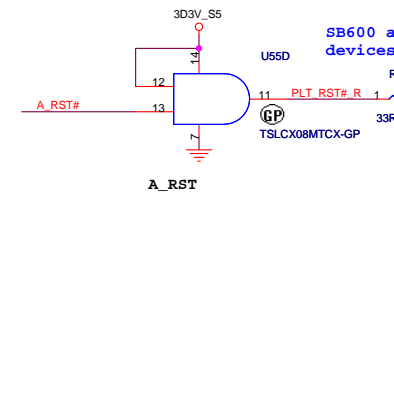 3D3V_S5
SB600 a
devices
U55D
14
R
12
11
PLT_RST#_R
1
A_RST#
13
GP
33R
TSLCX08MTCX-GP
7
A_RST